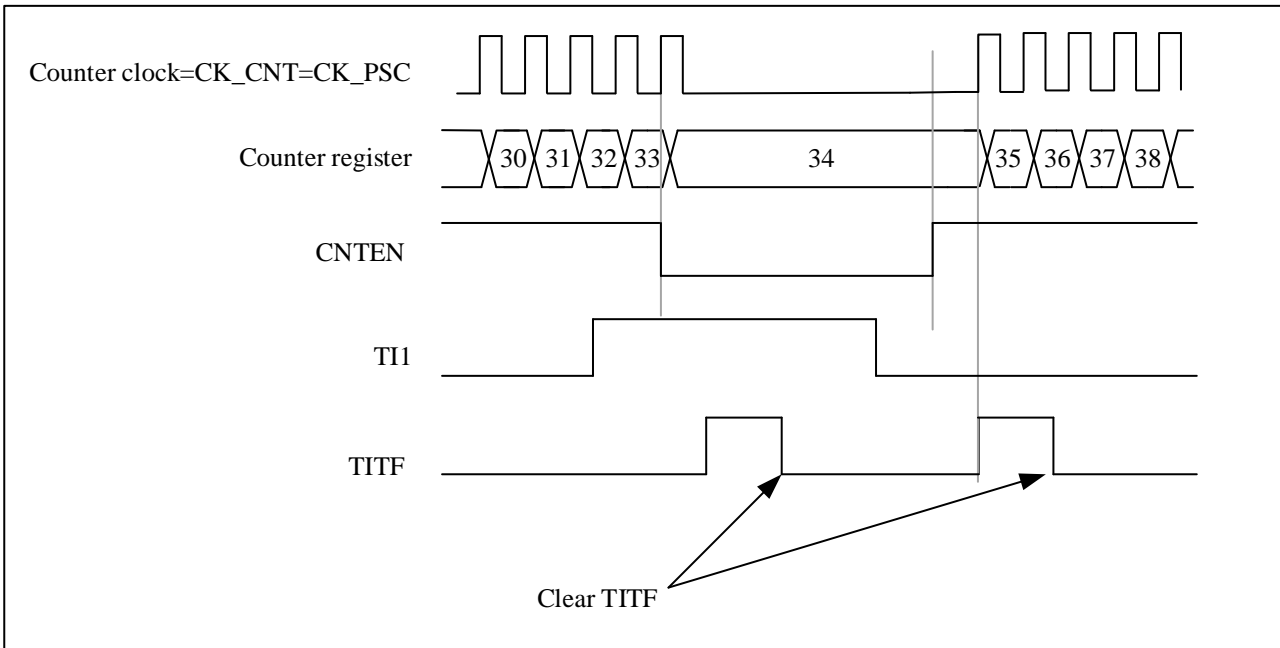 Counter clock=CK_CNT=CK_PSC
Counter register
30 31 32 33 34 35 36 37 38
CNTEN
TI1
TITF
Clear TITF